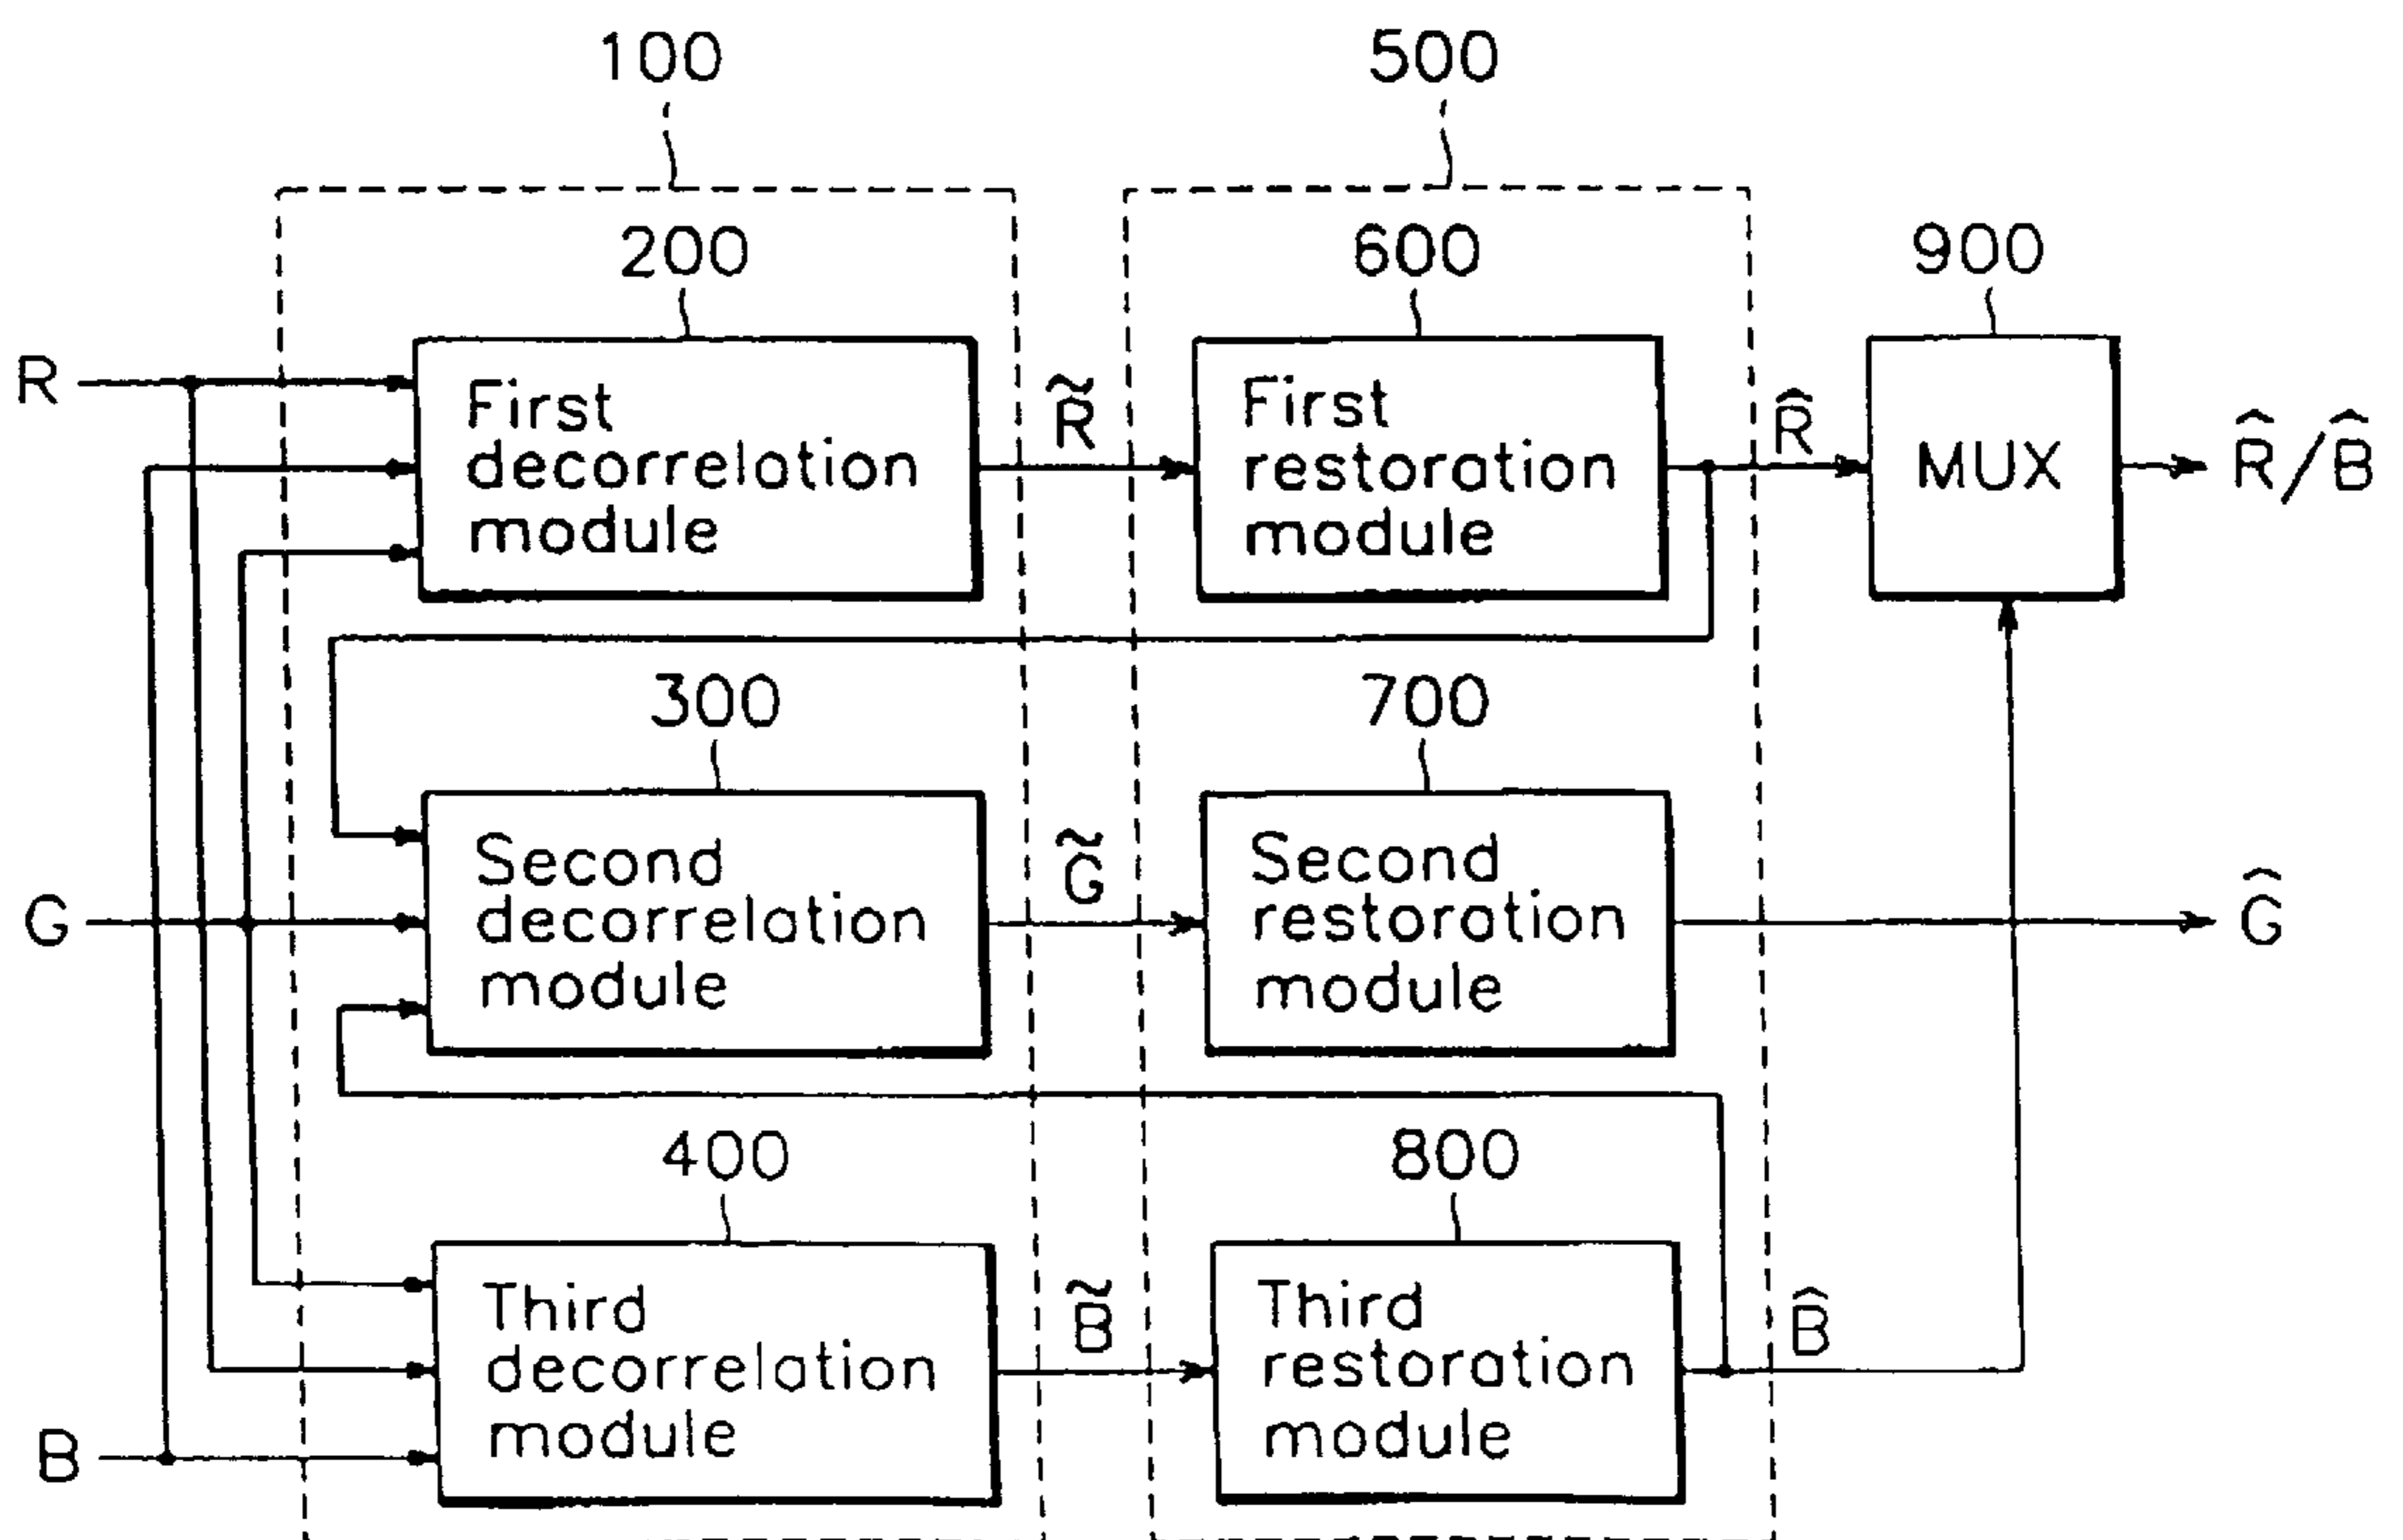 100 500
200 600 900
R
First decorrelation module
R̃
First restoration module
R̂
MUX
R̂/B̂
300 700
G
Second decorrelation module
G̃
Second restoration module
Ĝ
400 800
B
Third decorrelation module
B̃
Third restoration module
B̂